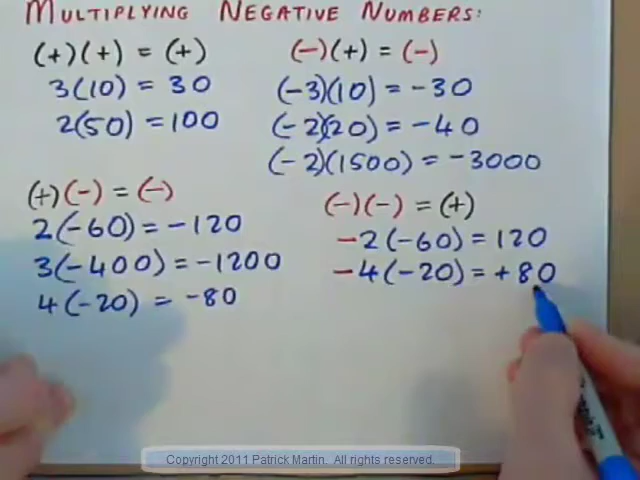 MULTIPLYING NEGATIVE NUMBERS:
(+)(+) = (+)
3(10) = 30
2(50) = 100
(-)(+) = (-)
(-3)(10) = -30
(-2)(20) = -40
(-2)(1500) = -3000
(+)(-) = (-)
2(-60) = -120
3(-400) = -1200
4(-20) = -80
(-)(-) = (+)
-2(-60) = 120
-4(-20) = +80
Copyright 2011 Patrick Martin. All rights reserved.